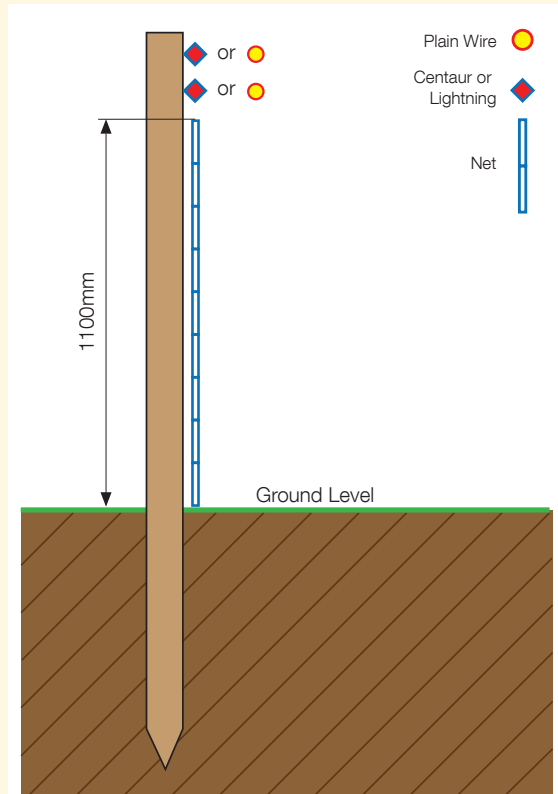 or
or
Plain Wire
Centaur or
Lightning
Net
1100mm
Ground Level